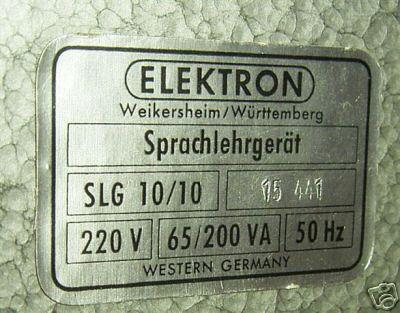 ELEKTRON
Weikersheim/Württemberg
Sprachlehrgerät
SLG 10/10 15 441
220 V 65/200 VA 50 Hz
WESTERN GERMANY